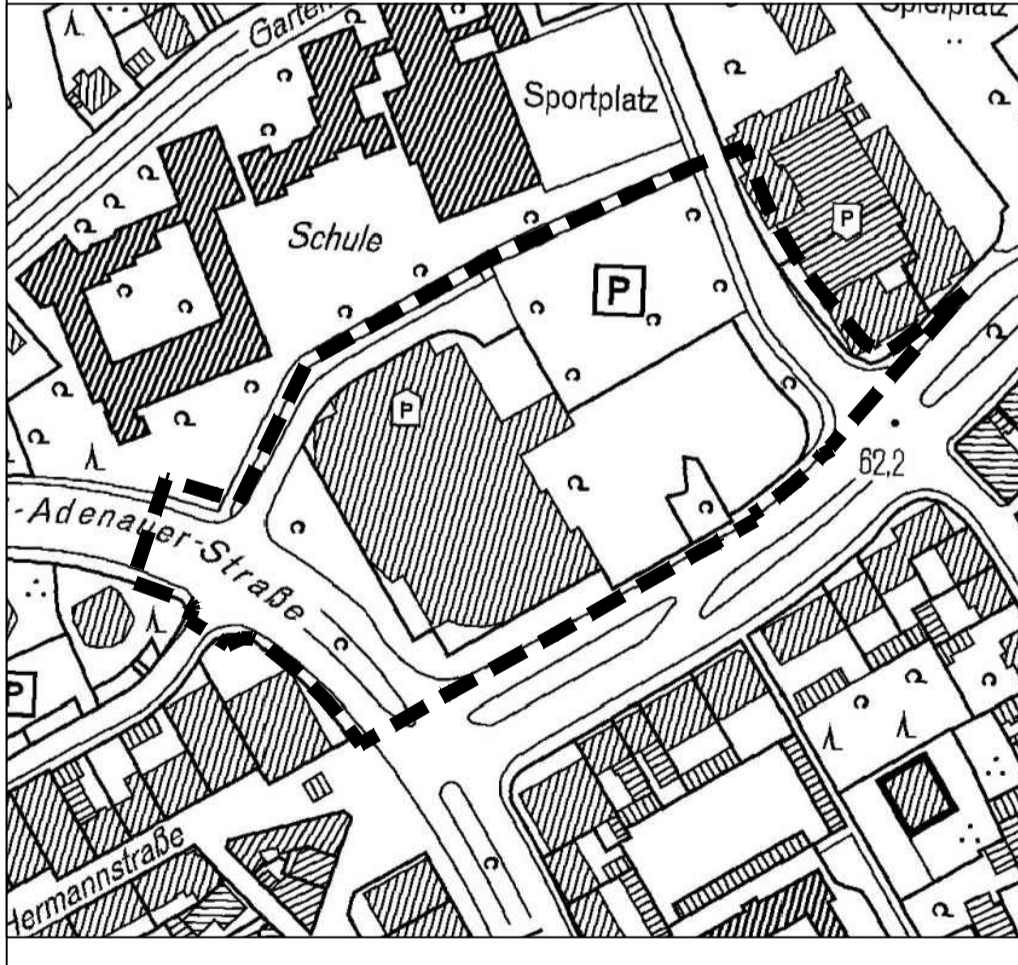 Garten
Spielplatz
Sportplatz
P
Schule
P
P
62,2
-Adenauer-Straße
P
Hermannstraße